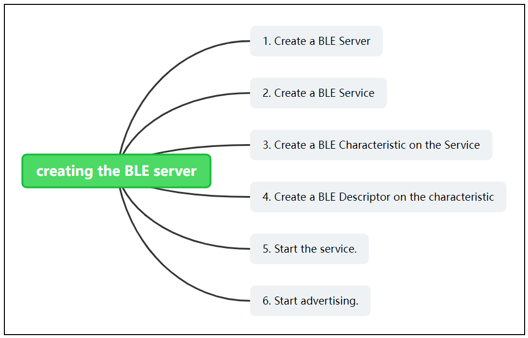 creating the BLE server
1. Create a BLE Server
2. Create a BLE Service
3. Create a BLE Characteristic on the Service
4. Create a BLE Descriptor on the characteristic
5. Start the service.
6. Start advertising.